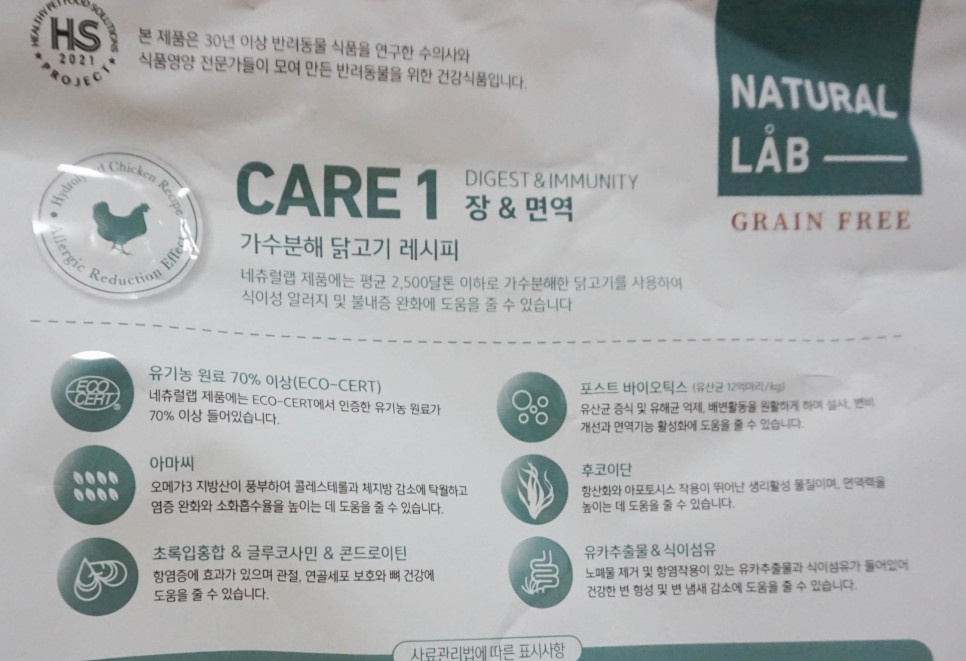 HEALTHY PET FOOD SOLUTIONS
HS
2021
PROJECT
본 제품은 30년 이상 반려동물 식품을 연구한 수의사와
식품영양 전문가들이 모여 만든 반려동물을 위한 건강식품입니다.
NATURAL
LÅB
GRAIN FREE
Chicken Recipe
Allergic Reduction Effect
CARE 1
DIGEST & IMMUNITY
장 & 면역
가수분해 닭고기 레시피
네츄럴랩 제품에는 평균 2,500달톤 이하로 가수분해한 닭고기를 사용하여
식이성 알러지 및 불내증 완화에 도움을 줄 수 있습니다
ECO
CERT
유기농 원료 70% 이상(ECO-CERT)
네츄럴랩 제품에는 ECO-CERT에서 인증한 유기농 원료가
70% 이상 들어있습니다.
아마씨
오메가3 지방산이 풍부하여 콜레스테롤과 체지방 감소에 탁월하고
염증 완화와 소화흡수율을 높이는 데 도움을 줄 수 있습니다.
초록입홍합 & 글루코사민 & 콘드로이틴
항염증에 효과가 있으며 관절, 연골세포 보호와 뼈 건강에
도움을 줄 수 있습니다.
포스트 바이오틱스 (유산균 12억마리/kg)
유산균 증식 및 유해균 억제, 배변활동을 원활하게 하여 설사, 변비
개선과 면역기능 활성화에 도움을 줄 수 있습니다.
후코이단
항산화와 아포토시스 작용이 뛰어난 생리활성 물질이며, 면역력을
높이는 데 도움을 줄 수 있습니다.
유카추출물 & 식이섬유
노폐물 제거 및 항염작용이 있는 유카추출물과 식이섬유가 들어있어
건강한 변 형성 및 변 냄새 감소에 도움을 줄 수 있습니다.
사료관리법에 따른 표시사항